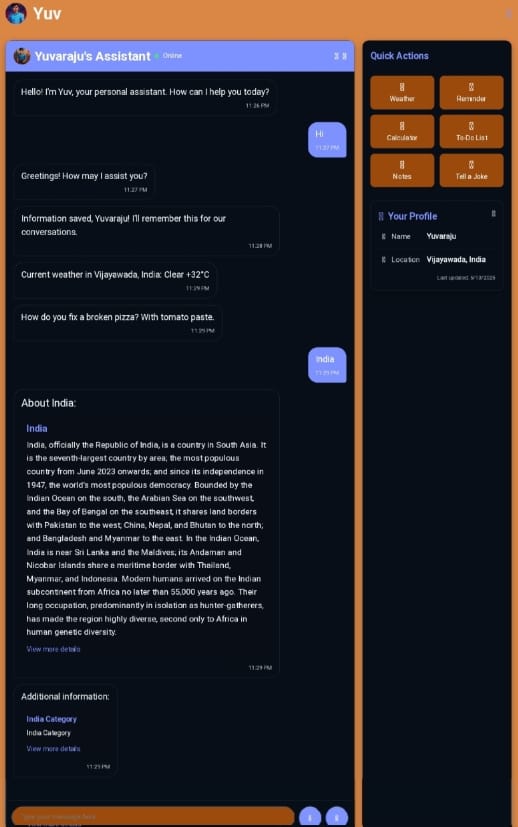 Yuv
Yuvaraju's Assistant
Online
Hello! I'm Yuv, your personal assistant. How can I help you today?
11:26 PM
Hi
11:27 PM
Greetings! How may I assist you?
11:27 PM
Information saved, Yuvaraju! I'll remember this for our
conversations.
11:28 PM
Current weather in Vijayawada, India: Clear +32°C
11:29 PM
How do you fix a broken pizza? With tomato paste.
11:29 PM
India
11:29 PM
About India:
India
India, officially the Republic of India, is a country in South Asia. It
is the seventh-largest country by area; the most populous
country from June 2023 onwards; and since its independence in
1947, the world's most populous democracy. Bounded by the
Indian Ocean on the south, the Arabian Sea on the southwest,
and the Bay of Bengal on the southeast, it shares land borders
with Pakistan to the west; China, Nepal, and Bhutan to the north;
and Bangladesh and Myanmar to the east. In the Indian Ocean,
India is near Sri Lanka and the Maldives; its Andaman and
Nicobar Islands share a maritime border with Thailand,
Myanmar, and Indonesia. Modern humans arrived on the Indian
subcontinent from Africa no later than 55,000 years ago. Their
long occupation, predominantly in isolation as hunter-gatherers,
has made the region highly diverse, second only to Africa in
human genetic diversity.
View more details
11:29 PM
Additional information:
India Category
India Category
View more details
11:29 PM
Type your message here
Quick Actions
Weather
Reminder
Calculator
To-Do List
Notes
Tell a Joke
Your Profile
Name Yuvaraju
Location Vijayawada, India
Last updated: